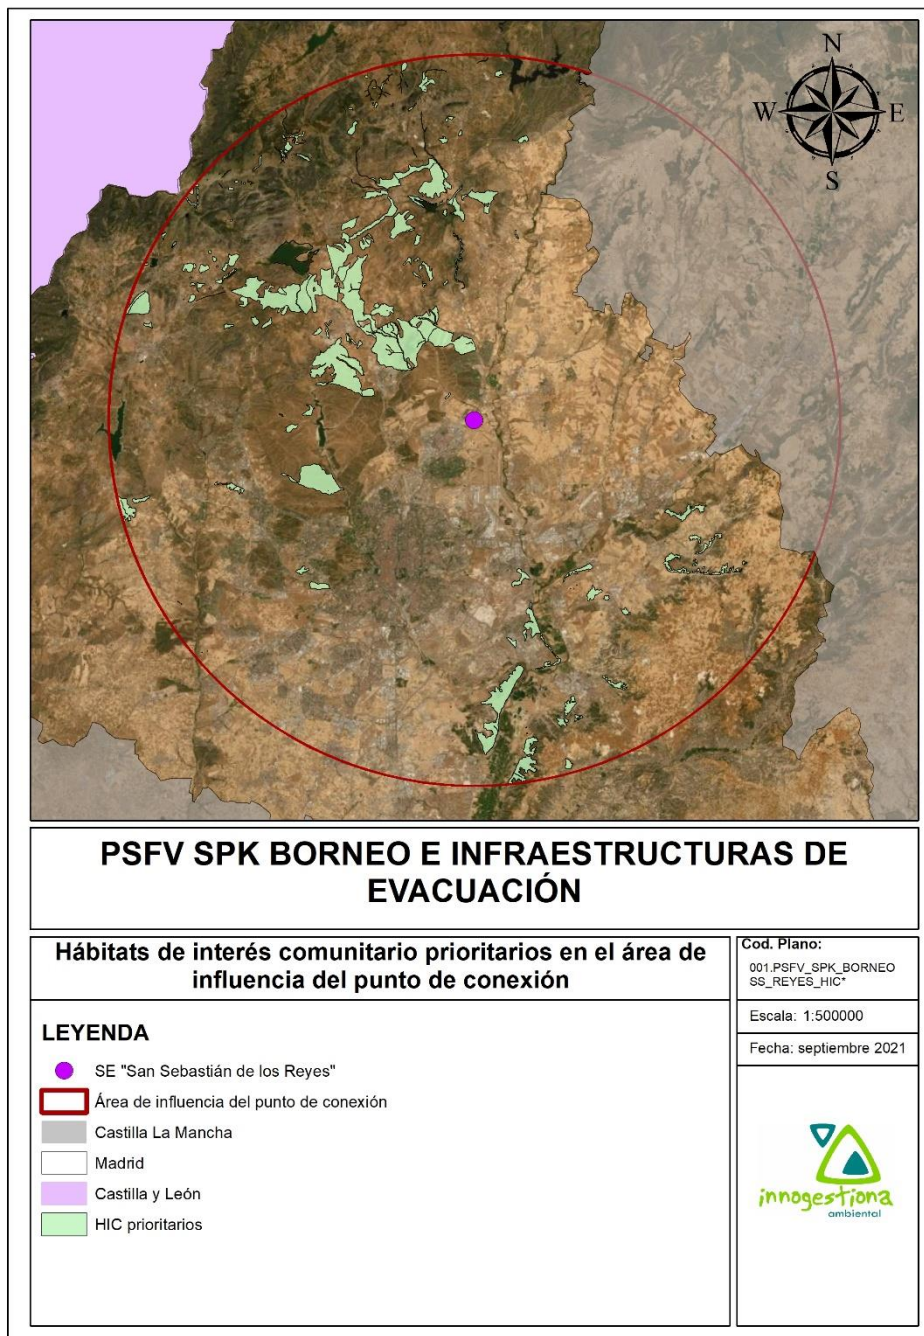 N
W E
S
PSFV SPK BORNEO E INFRAESTRUCTURAS DE
EVACUACIÓN
Hábitats de interés comunitario prioritarios en el área de
influencia del punto de conexión
Cod. Plano:
001.PSFV_SPK_BORNEO
SS_REYES_HIC*
Escala: 1:500000
Fecha: septiembre 2021
LEYENDA
SE "San Sebastián de los Reyes"
Área de influencia del punto de conexión
Castilla La Mancha
Madrid
Castilla y León
HIC prioritarios
innogestiona
ambiental